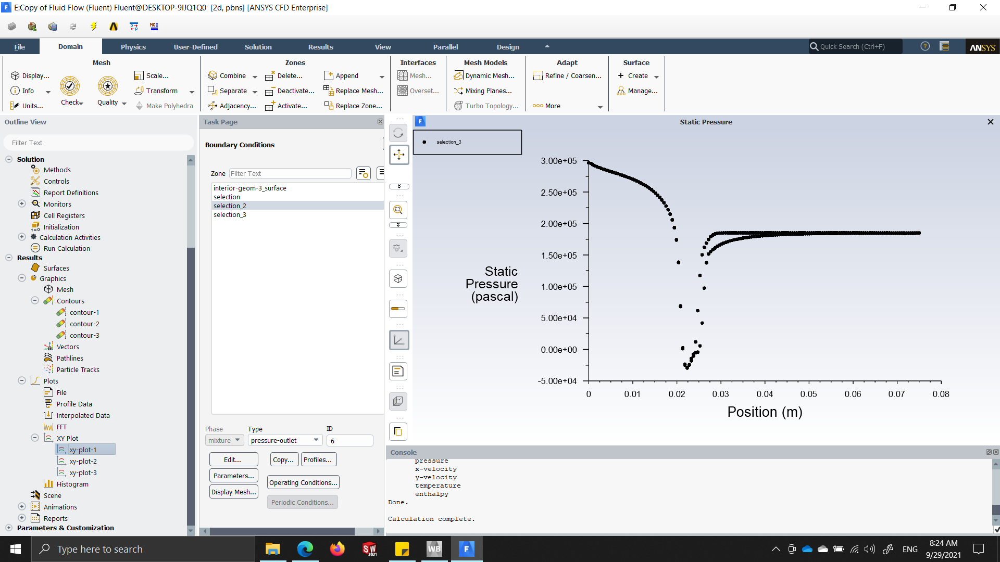 E:Copy of Fluid Flow (Fluent) Fluent@DESKTOP-9IJQ1Q0 [2d, pbns] [ANSYS CFD Enterprise]
File
Domain
Physics
User-Defined
Solution
Results
View
Parallel
Design
Quick Search (Ctrl+F)
ANSYS
Mesh
Display...
Info
Units...
Check
Quality
Scale...
Transform
Make Polyhedra
Zones
Combine
Separate
Adjacency...
Delete...
Deactivate...
Activate...
Append
Replace Mesh...
Replace Zone...
Interfaces
Mesh...
Overset...
Mesh Models
Dynamic Mesh...
Mixing Planes...
Turbo Topology...
Adapt
Refine / Coarsen...
More
Surface
Create
Manage...
Outline View
Filter Text
Solution
Methods
Controls
Report Definitions
Monitors
Cell Registers
Initialization
Calculation Activities
Run Calculation
Results
Surfaces
Graphics
Mesh
Contours
contour-1
contour-2
contour-3
Vectors
Pathlines
Particle Tracks
Plots
File
Profile Data
Interpolated Data
FFT
XY Plot
xy-plot-1
xy-plot-2
xy-plot-3
Histogram
Scene
Animations
Reports
Parameters & Customization
Task Page
Boundary Conditions
Zone
Filter Text
interior-geom-3_surface
selection
selection_2
selection_3
Phase
Type
ID
mixture
pressure-outlet
6
Edit...
Copy...
Profiles...
Parameters...
Operating Conditions...
Display Mesh...
Periodic Conditions...
Static Pressure
selection_3
3.00e+05
2.50e+05
2.00e+05
1.50e+05
1.00e+05
5.00e+04
0.00e+00
-5.00e+04
Static
Pressure
(pascal)
0
0.01
0.02
0.03
0.04
0.05
0.06
0.07
0.08
Position (m)
Console
pressure
x-velocity
y-velocity
temperature
enthalpy
Done.
Calculation complete.
Type here to search
SW
2021
WB
F
ENG
8:24 AM
9/29/2021